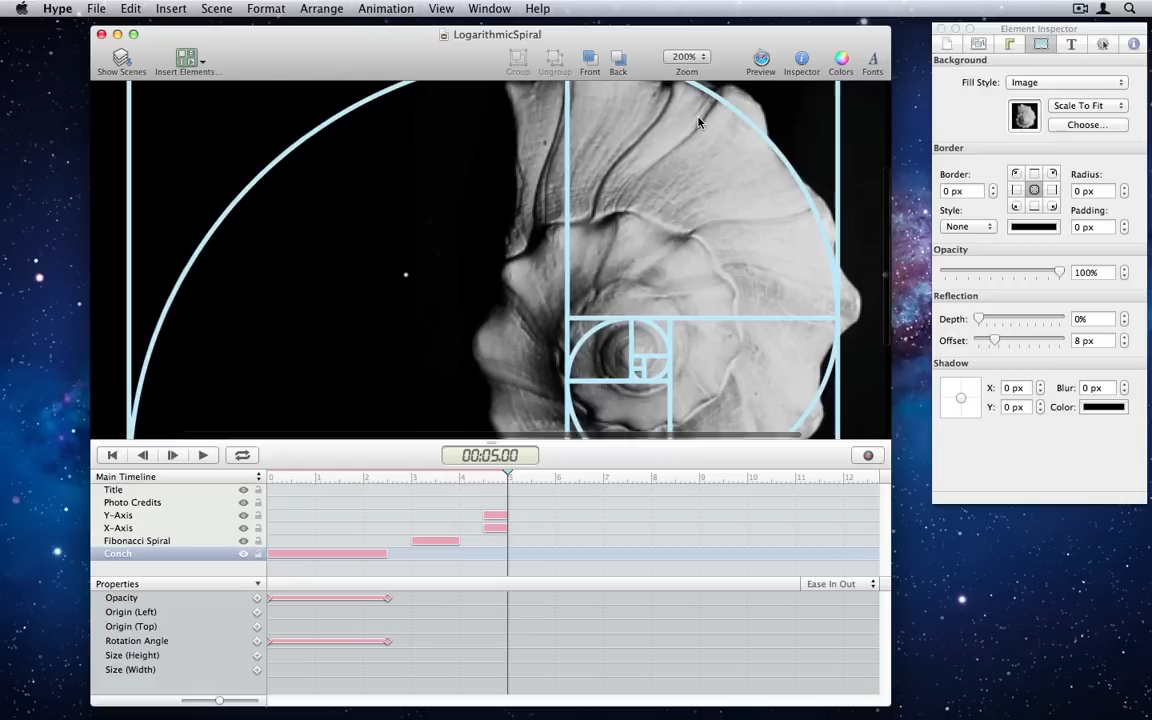 Hype File Edit Insert Scene Format Arrange Animation View Window Help
LogarithmicSpiral
Show Scenes Insert Elements... Group Ungroup Front Back 200% Zoom Preview Inspector Colors Fonts
00:05.00
Main Timeline 0 1 2 3 4 5 6 7 8 9 10 11 12
Title
Photo Credits
Y-Axis
X-Axis
Fibonacci Spiral
Conch
Properties Ease In Out
Opacity
Origin (Left)
Origin (Top)
Rotation Angle
Size (Height)
Size (Width)
Element Inspector
Background
Fill Style: Image
Scale To Fit
Choose...
Border
Border: Radius:
0 px 0 px
Style: Padding:
None 0 px
Opacity
100%
Reflection
Depth: 0%
Offset: 8 px
Shadow
X: 0 px Blur: 0 px
Y: 0 px Color: